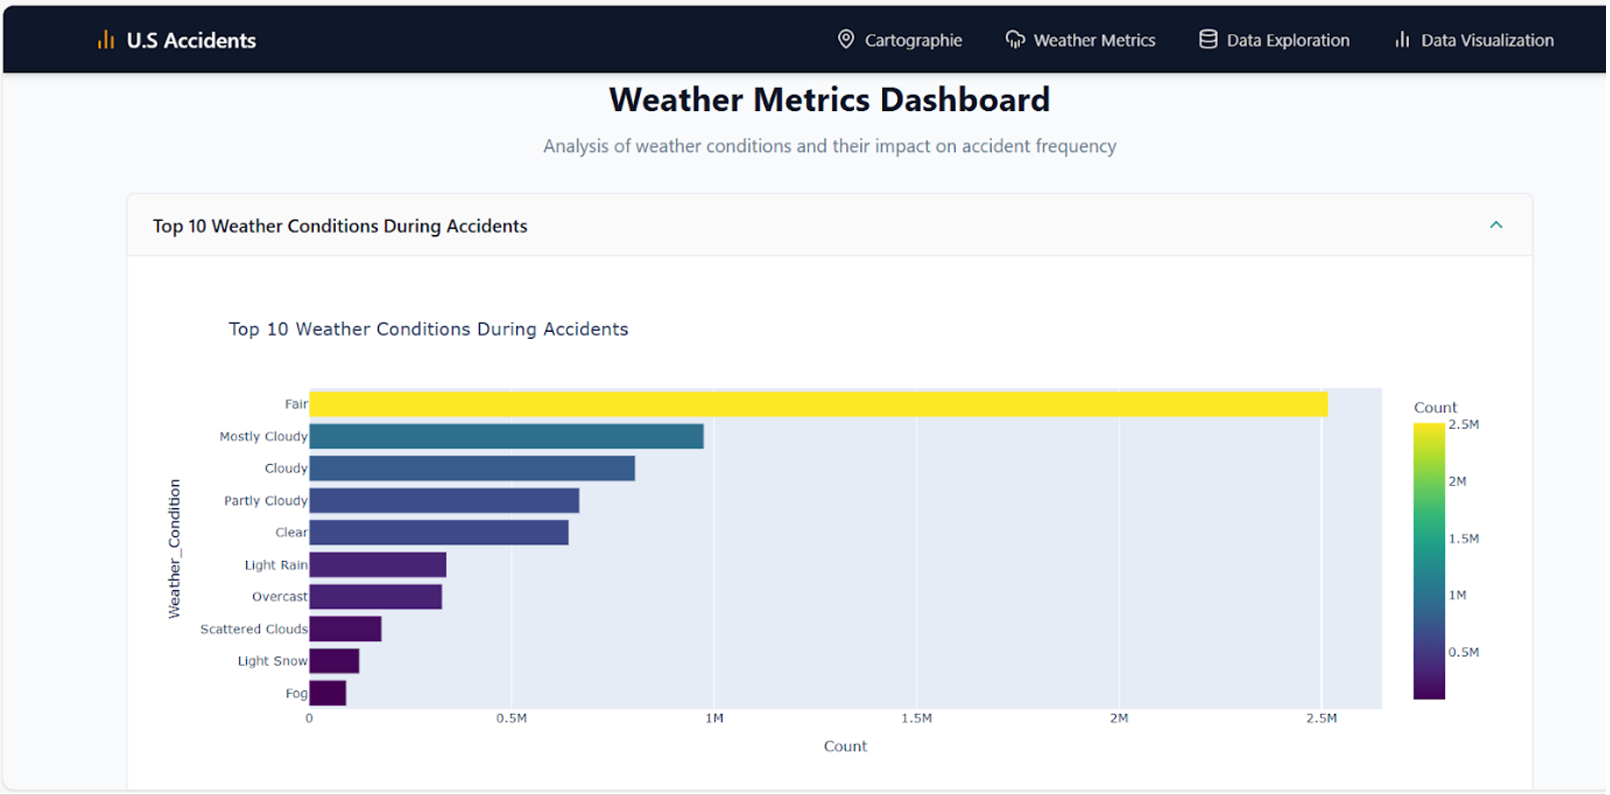 U.S Accidents
Cartographie
Weather Metrics
Data Exploration
Data Visualization
Weather Metrics Dashboard
Analysis of weather conditions and their impact on accident frequency
Top 10 Weather Conditions During Accidents
Top 10 Weather Conditions During Accidents
Weather_Condition
Fair
Mostly Cloudy
Cloudy
Partly Cloudy
Clear
Light Rain
Overcast
Scattered Clouds
Light Snow
Fog
0
0.5M
1M
1.5M
2M
2.5M
Count
Count
2.5M
2M
1.5M
1M
0.5M